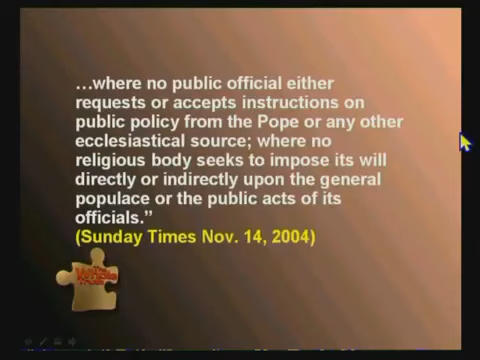 …where no public official either
requests or accepts instructions on
public policy from the Pope or any other
ecclesiastical source; where no
religious body seeks to impose its will
directly or indirectly upon the general
populace or the public acts of its
officials.”
(Sunday Times Nov. 14, 2004)
The